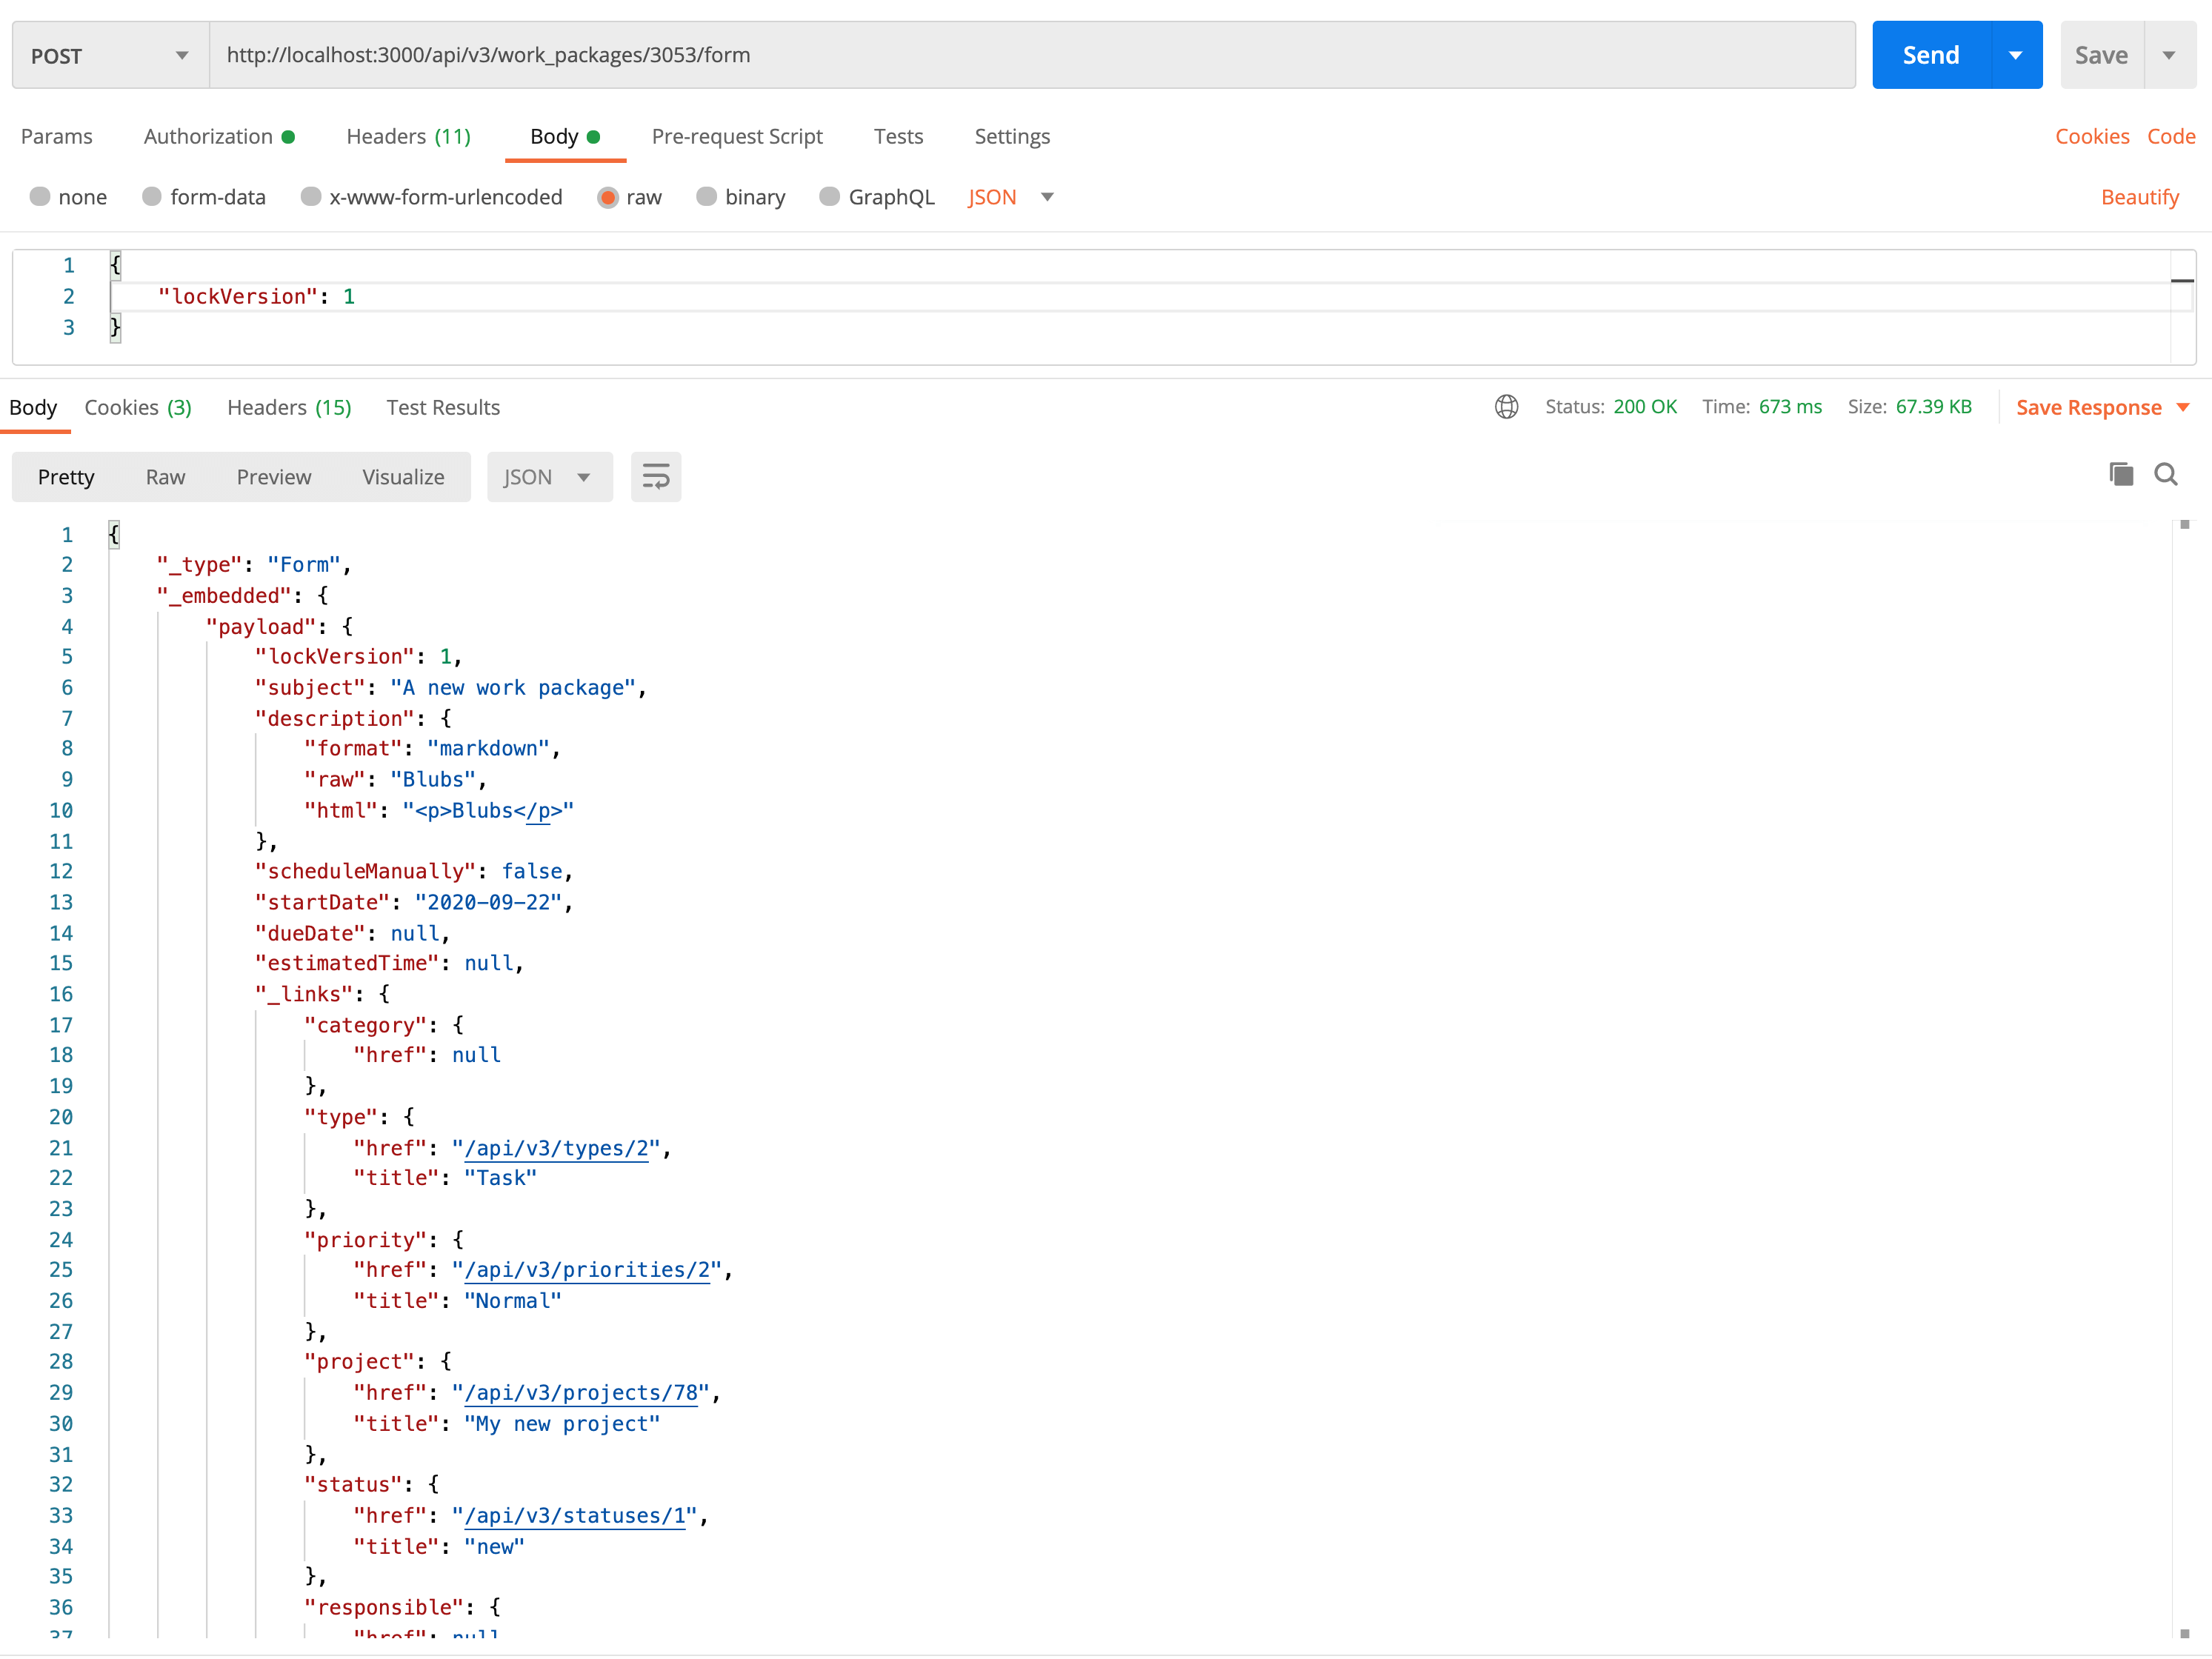 POST http://localhost:3000/api/v3/work_packages/3053/form Send Save
Params Authorization Headers (11) Body Pre-request Script Tests Settings Cookies Code
none form-data x-www-form-urlencoded raw binary GraphQL JSON Beautify
1 {
2 "lockVersion": 1
3 }
Body Cookies (3) Headers (15) Test Results Status: 200 OK Time: 673 ms Size: 67.39 KB Save Response
Pretty Raw Preview Visualize JSON
1 {
2 "_type": "Form",
3 "_embedded": {
4 "payload": {
5 "lockVersion": 1,
6 "subject": "A new work package",
7 "description": {
8 "format": "markdown",
9 "raw": "Blubs",
10 "html": "<p>Blubs</p>"
11 },
12 "scheduleManually": false,
13 "startDate": "2020-09-22",
14 "dueDate": null,
15 "estimatedTime": null,
16 "_links": {
17 "category": {
18 "href": null
19 },
20 "type": {
21 "href": "/api/v3/types/2",
22 "title": "Task"
23 },
24 "priority": {
25 "href": "/api/v3/priorities/2",
26 "title": "Normal"
27 },
28 "project": {
29 "href": "/api/v3/projects/78",
30 "title": "My new project"
31 },
32 "status": {
33 "href": "/api/v3/statuses/1",
34 "title": "new"
35 },
36 "responsible": {
37 "href": null